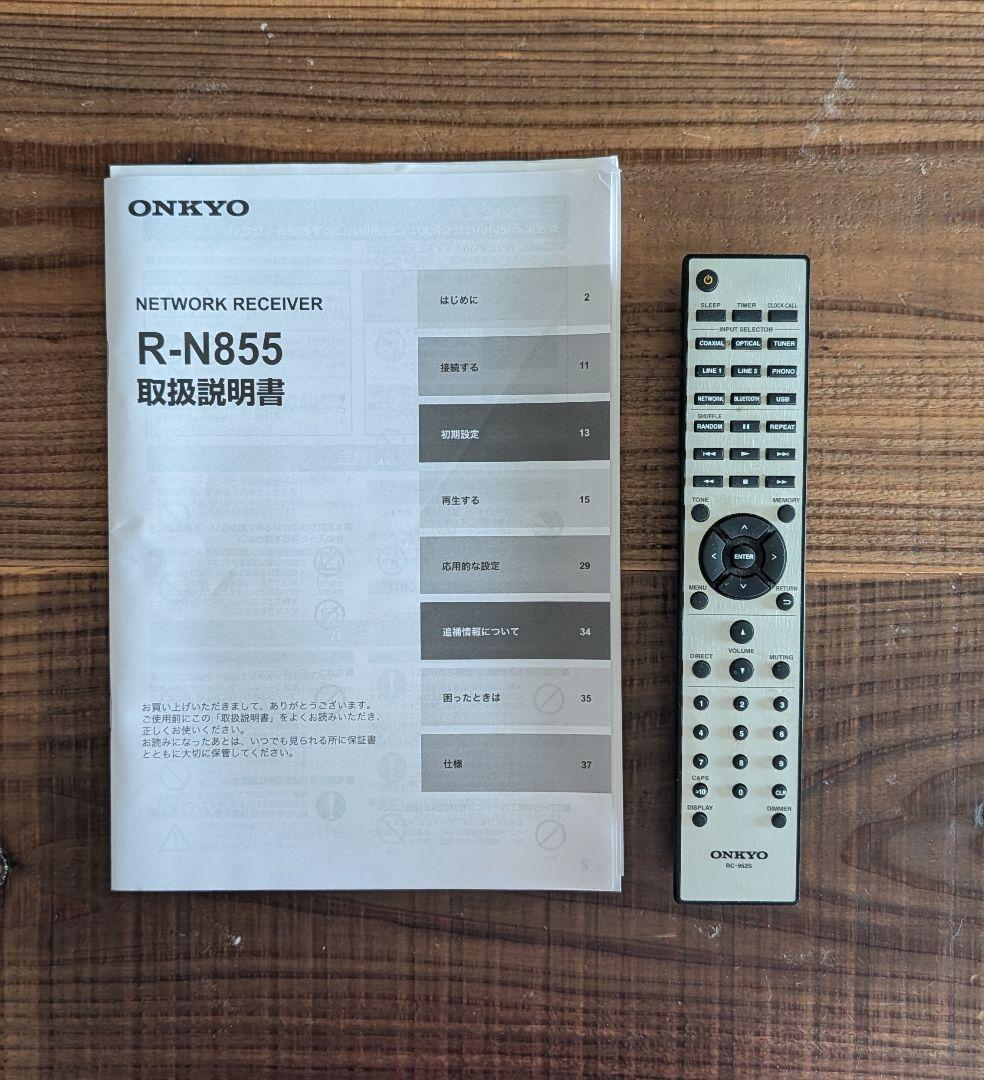 ONKYO
NETWORK RECEIVER
R-N855
取扱説明書
はじめに 2
接続する 11
初期設定 13
再生する 15
応用的な設定 29
追補情報について 34
困ったときは 35
仕様 37
お買い上げいただきまして、ありがとうございます。
ご使用前にこの「取扱説明書」をよくお読みいただき、
正しくお使いください。
お読みになったあとは、いつでも見られる所に保証書
とともに大切に保管してください。
SLEEP TIMER CLOCK CALL
INPUT SELECTOR
COAXIAL OPTICAL TUNER
LINE 1 LINE 2 PHONO
NETWORK BLUETOOTH USB
SHUFFLE
RANDOM REPEAT
TONE MEMORY
ENTER
MENU RETURN
VOLUME
DIRECT MUTING
1 2 3
4 5 6
7 8 9
CAPS
>10 0 CLR
DISPLAY DIMMER
ONKYO
RC-952S